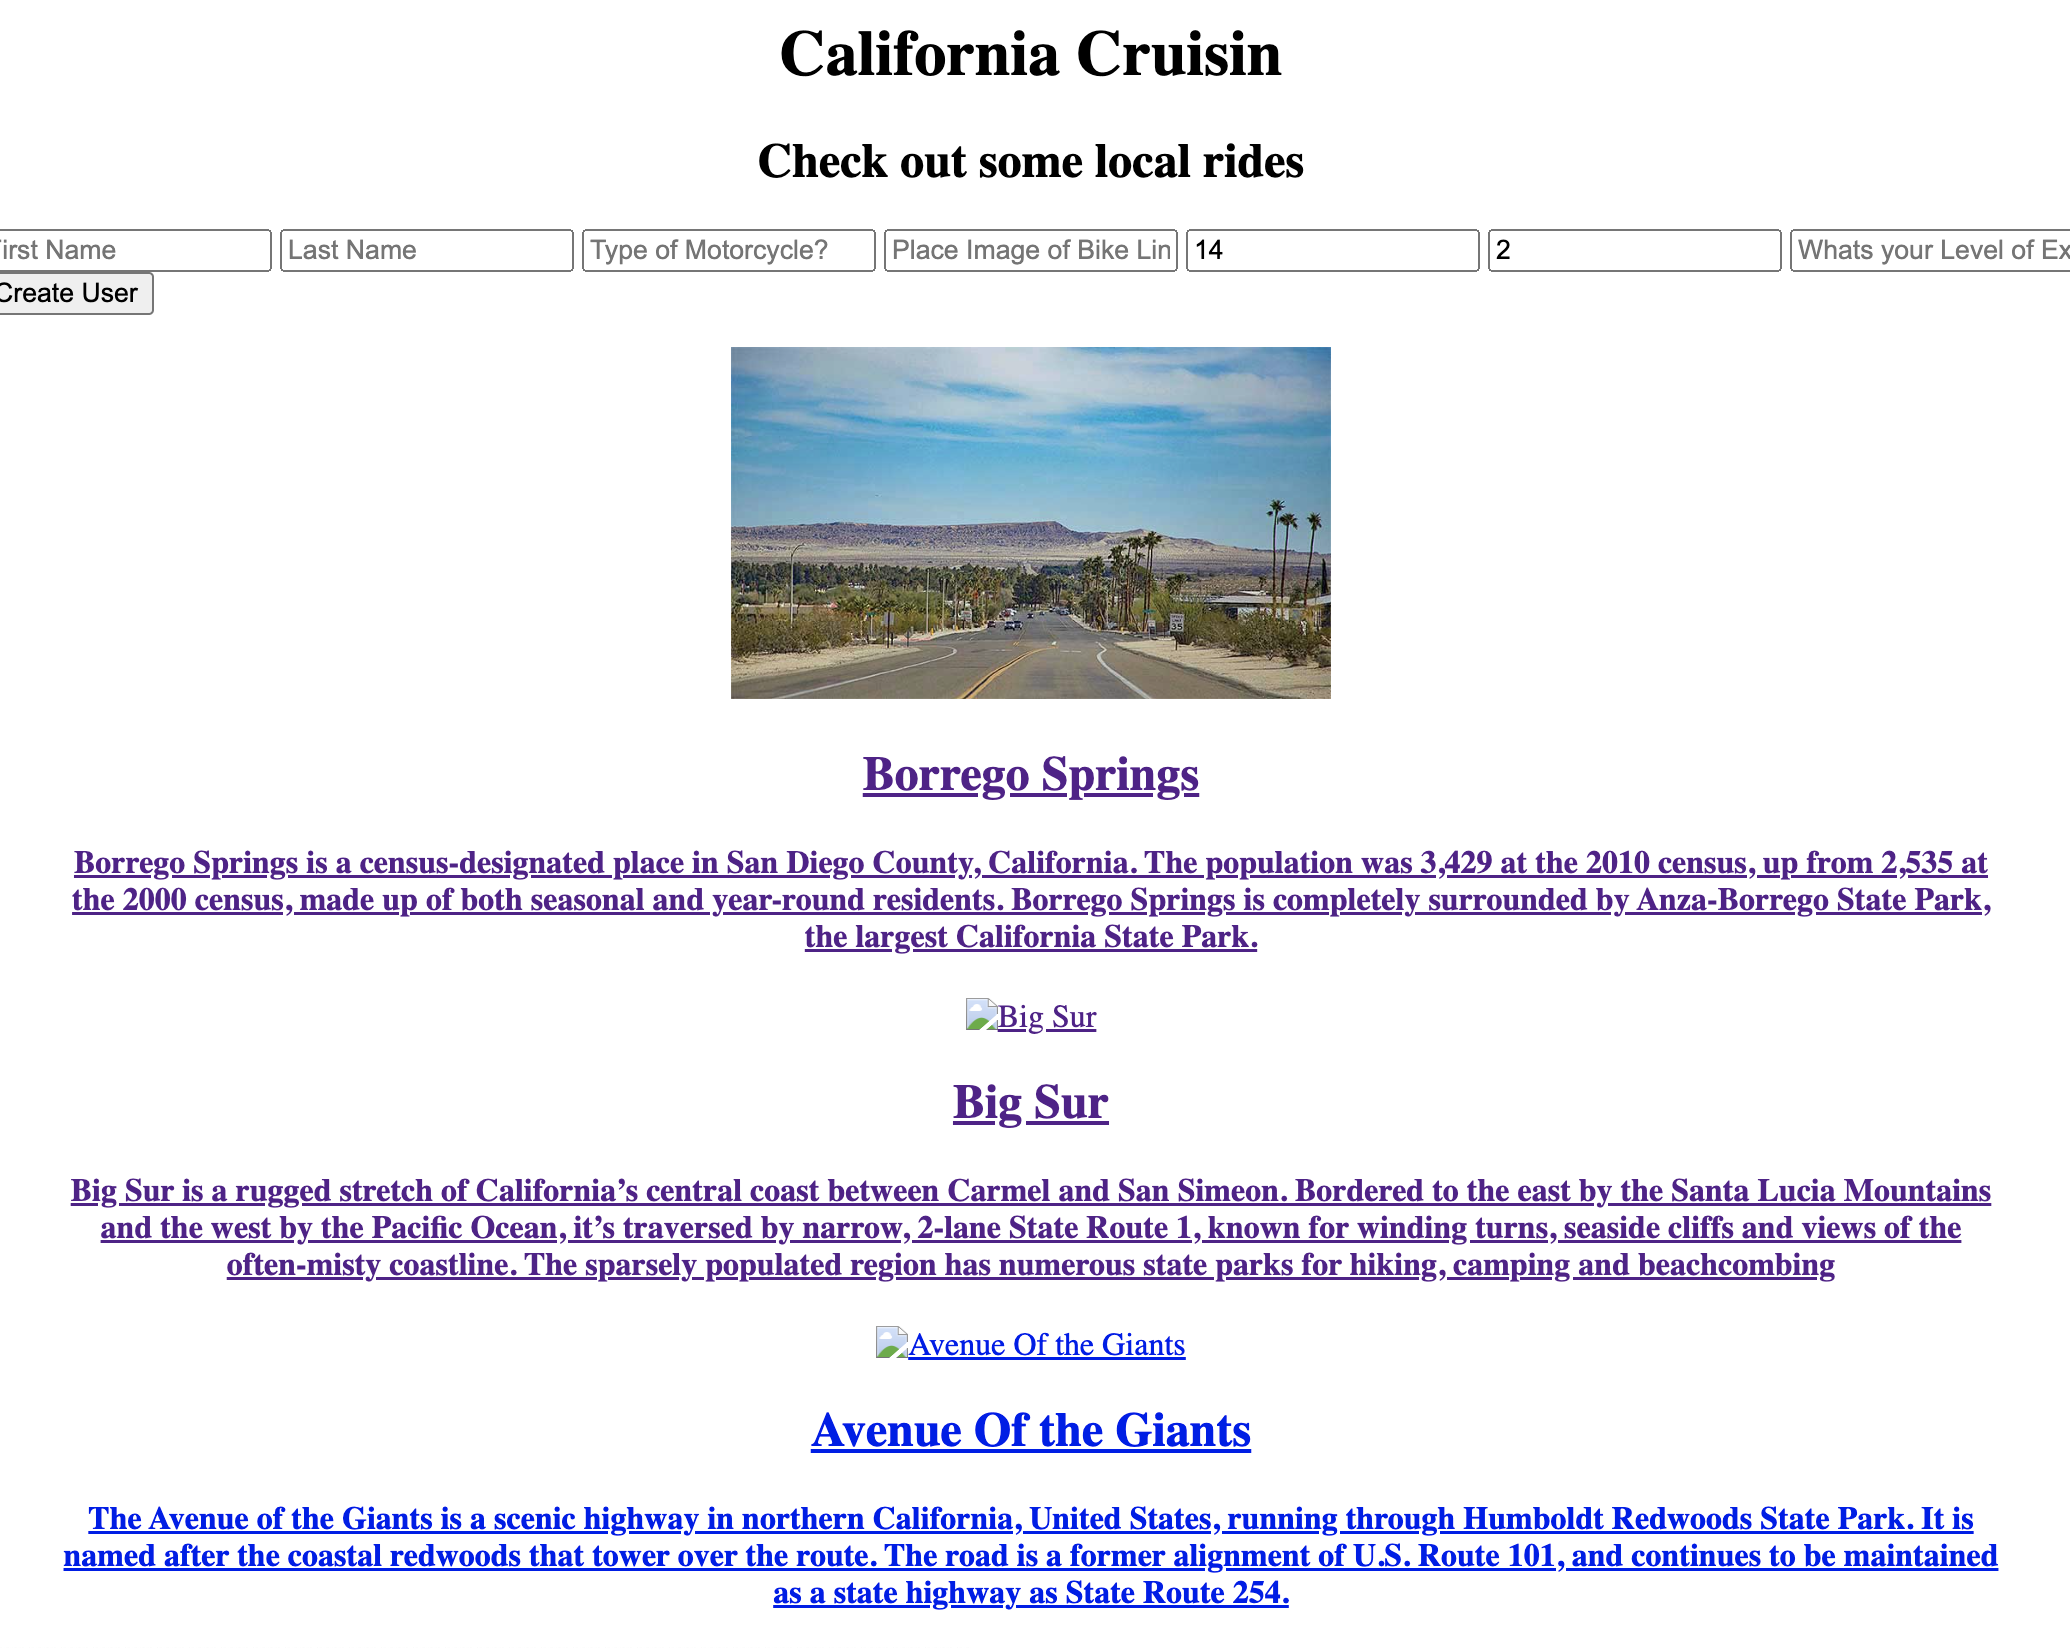 California Cruisin
Check out some local rides
irst Name Last Name Type of Motorcycle? Place Image of Bike Lin 14 2 Whats your Level of Ex
Create User
35
Borrego Springs
Borrego Springs is a census-designated place in San Diego County, California. The population was 3,429 at the 2010 census, up from 2,535 at
the 2000 census, made up of both seasonal and year-round residents. Borrego Springs is completely surrounded by Anza-Borrego State Park,
the largest California State Park.
Big Sur
Big Sur
Big Sur is a rugged stretch of California’s central coast between Carmel and San Simeon. Bordered to the east by the Santa Lucia Mountains
and the west by the Pacific Ocean, it’s traversed by narrow, 2-lane State Route 1, known for winding turns, seaside cliffs and views of the
often-misty coastline. The sparsely populated region has numerous state parks for hiking, camping and beachcombing
Avenue Of the Giants
Avenue Of the Giants
The Avenue of the Giants is a scenic highway in northern California, United States, running through Humboldt Redwoods State Park. It is
named after the coastal redwoods that tower over the route. The road is a former alignment of U.S. Route 101, and continues to be maintained
as a state highway as State Route 254.